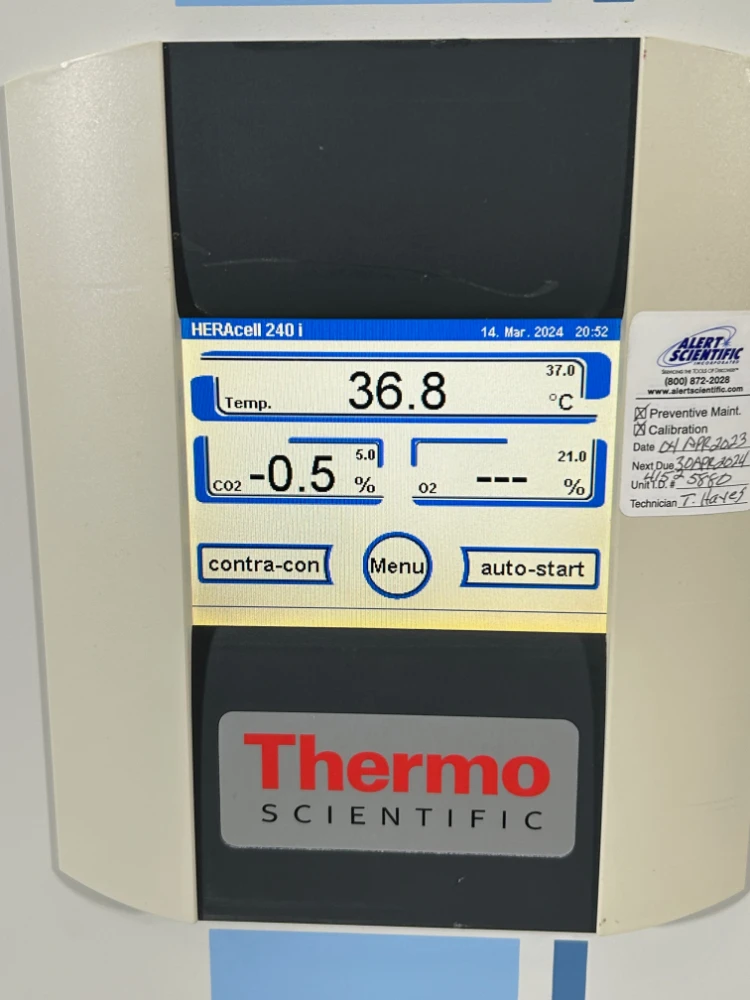 HERAcell 240 i
14. Mar. 2024 20:52
37.0
Temp. 36.8 °C
5.0
CO2 -0.5 %
21.0
O2 --- %
contra-con
Menu
auto-start
Thermo
SCIENTIFIC
ALERT
SCIENTIFIC
INCORPORATED
(800) 872-2028
www.alertscientific.com
Preventive Maint.
Calibration
Date 04 APR 2023
Next Due 30 APR 2024
Unit I.D. #
Technician T. Hayes